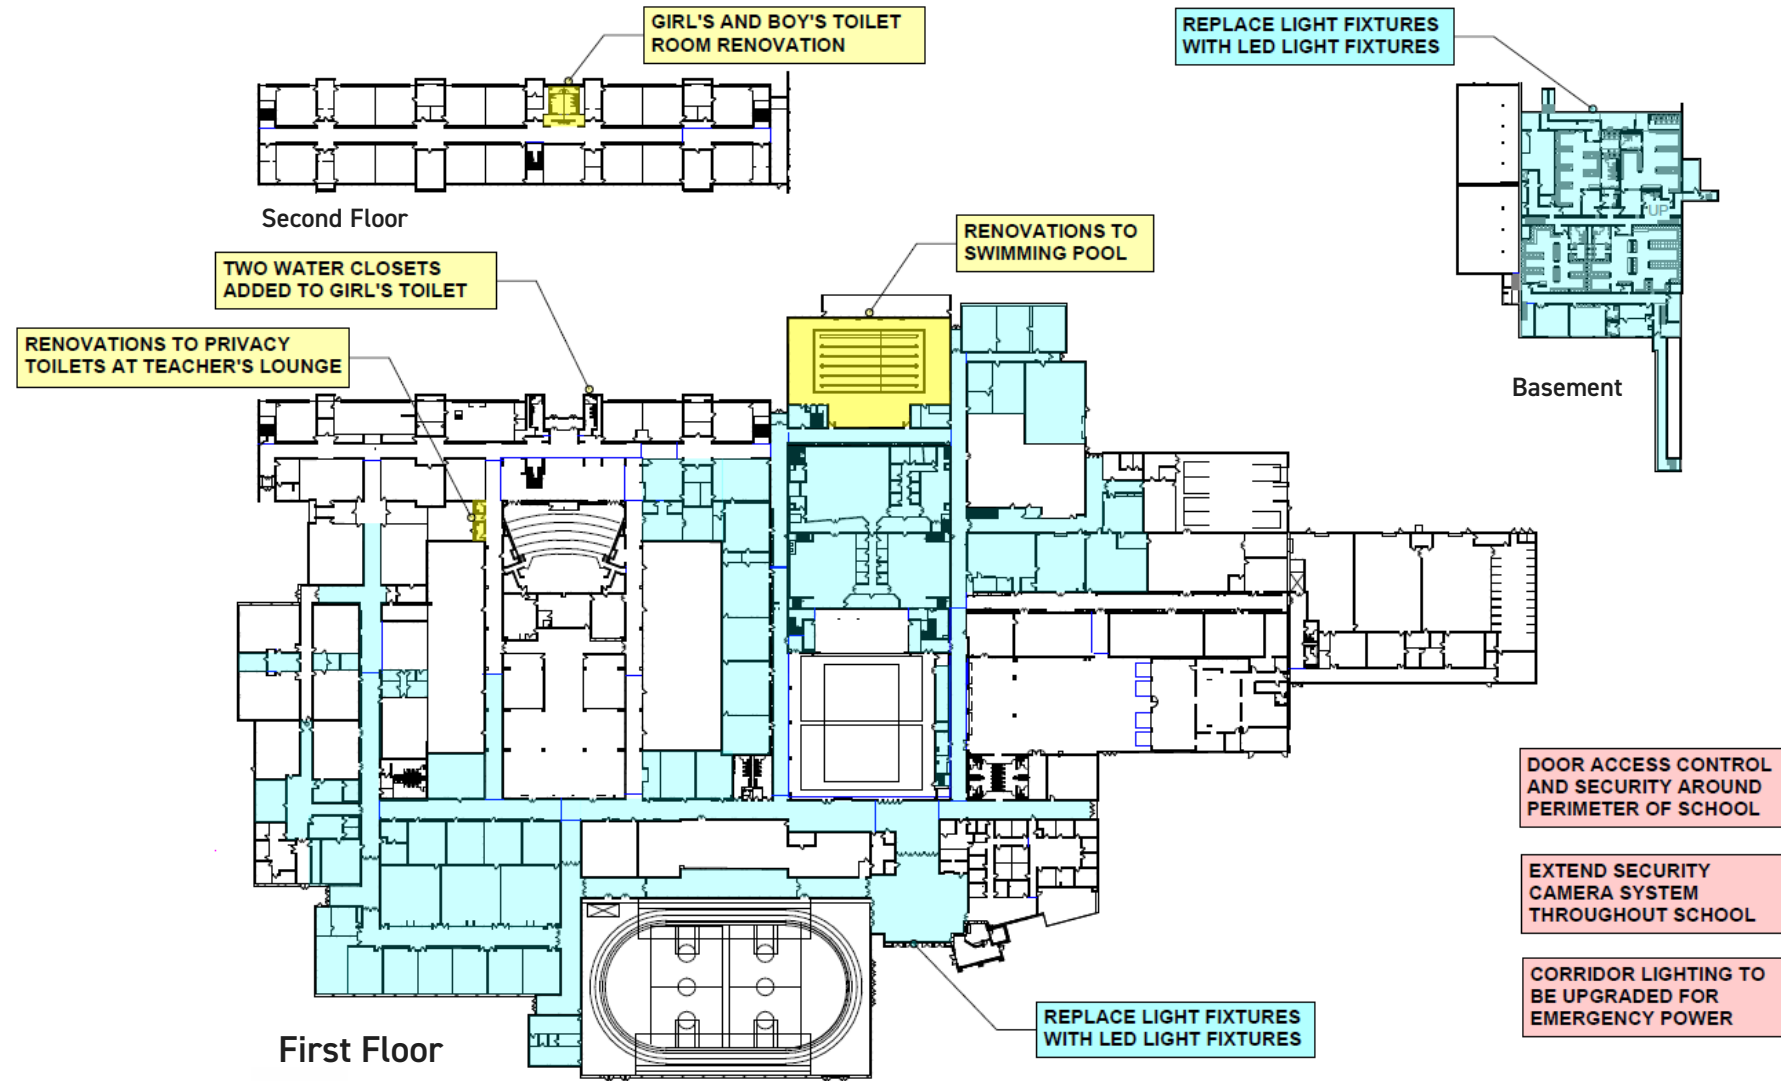 GIRL'S AND BOY'S TOILET
ROOM RENOVATION
REPLACE LIGHT FIXTURES
WITH LED LIGHT FIXTURES
Second Floor
UP
RENOVATIONS TO
SWIMMING POOL
TWO WATER CLOSETS
ADDED TO GIRL'S TOILET
RENOVATIONS TO PRIVACY
TOILETS AT TEACHER'S LOUNGE
Basement
DOOR ACCESS CONTROL
AND SECURITY AROUND
PERIMETER OF SCHOOL
EXTEND SECURITY
CAMERA SYSTEM
THROUGHOUT SCHOOL
CORRIDOR LIGHTING TO
BE UPGRADED FOR
EMERGENCY POWER
REPLACE LIGHT FIXTURES
WITH LED LIGHT FIXTURES
First Floor